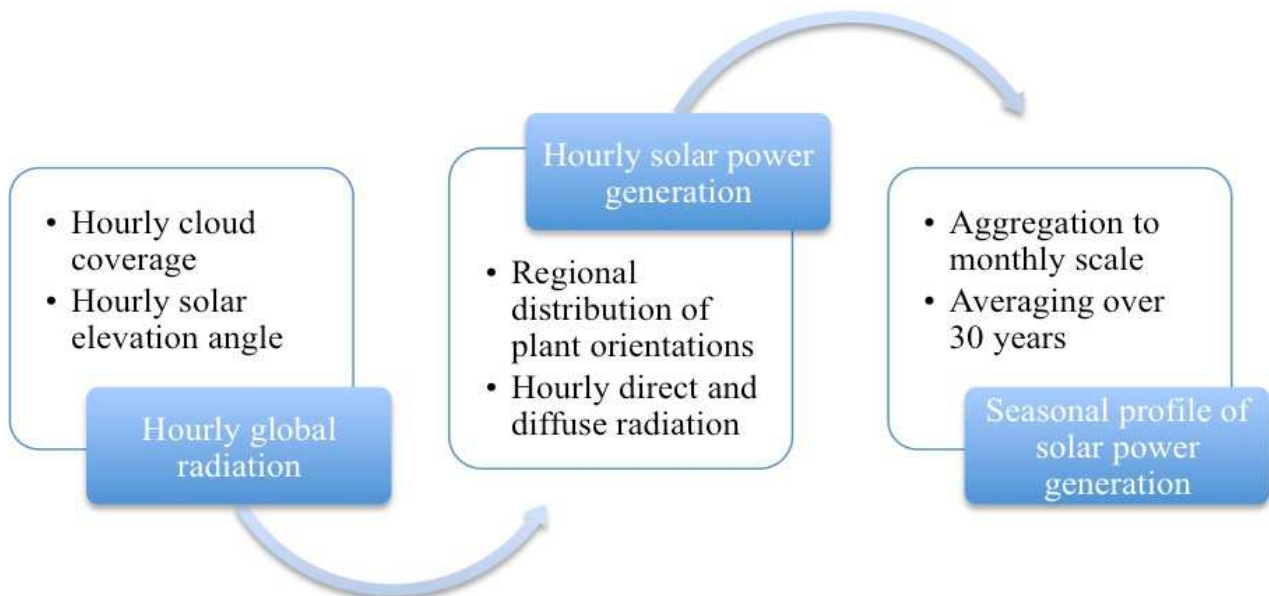 • Hourly cloud
coverage
• Hourly solar
elevation angle
Hourly global
radiation
Hourly solar power
generation
• Regional
distribution of
plant orientations
• Hourly direct and
diffuse radiation
• Aggregation to
monthly scale
• Averaging over
30 years
Seasonal profile of
solar power
generation